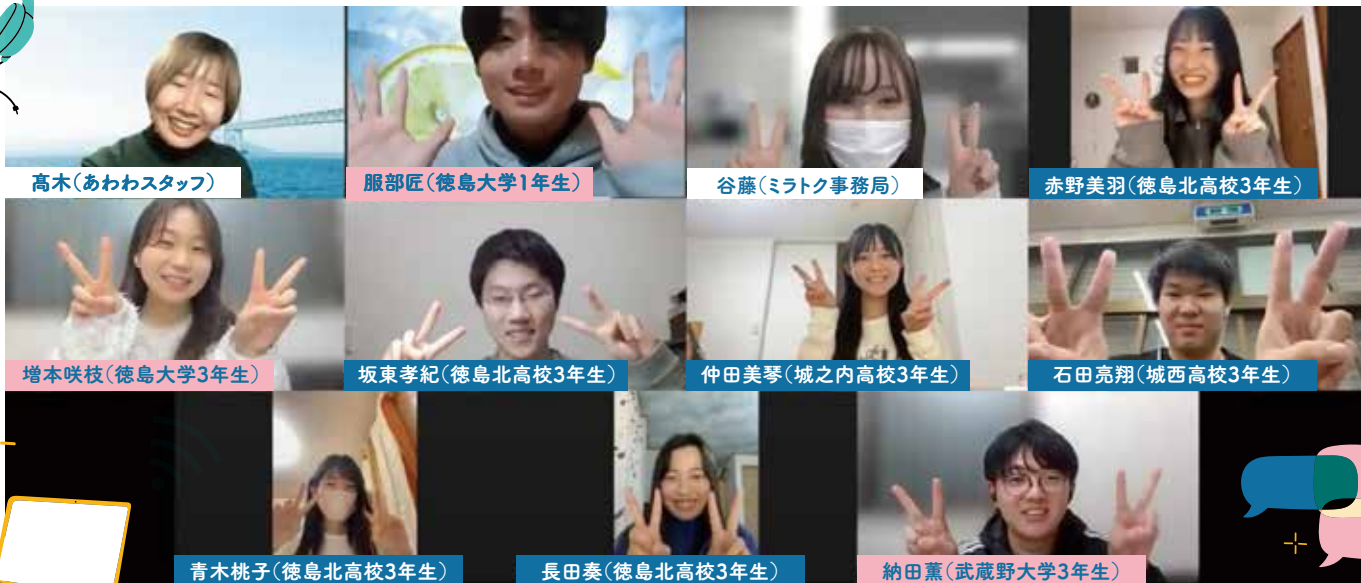 髙木（あわわスタッフ）
服部匠（徳島大学1年生）
谷藤（ミラトク事務局）
赤野美羽（徳島北高校3年生）
増本咲枝（徳島大学3年生）
坂東孝紀（徳島北高校3年生）
仲田美琴（城之内高校3年生）
石田亮翔（城西高校3年生）
青木桃子（徳島北高校3年生）
長田奏（徳島北高校3年生）
納田薫（武蔵野大学3年生）